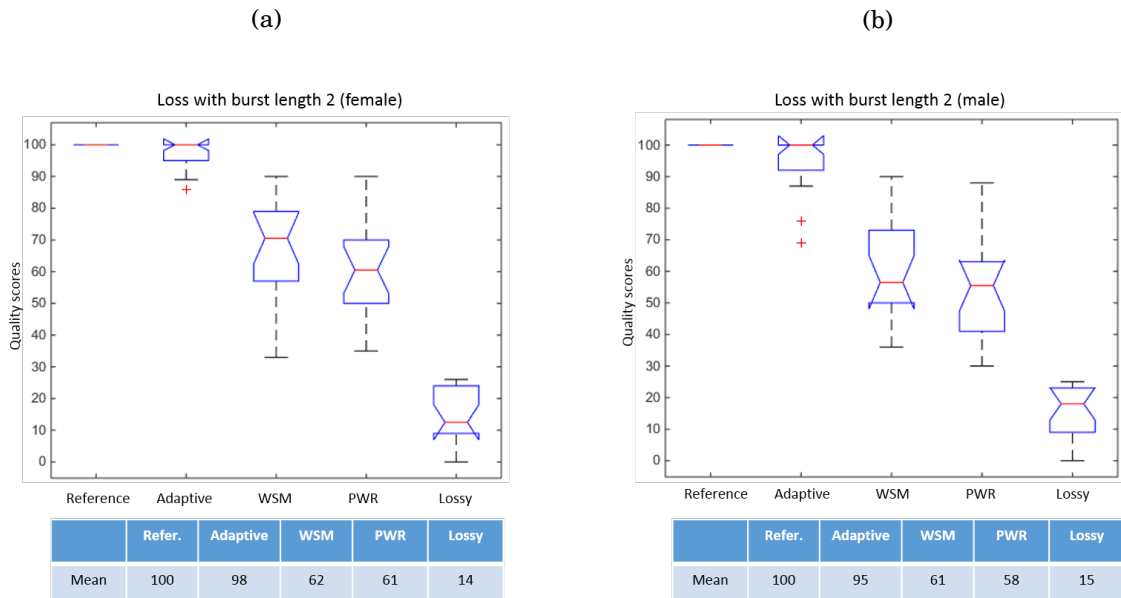 (a)
Loss with burst length 2 (female)
Quality scores
100
90
80
70
60
50
40
30
20
10
0
Reference Adaptive WSM PWR Lossy
Refer. Adaptive WSM PWR Lossy
Mean 100 98 62 61 14
(b)
Loss with burst length 2 (male)
Quality scores
100
90
80
70
60
50
40
30
20
10
0
Reference Adaptive WSM PWR Lossy
Refer. Adaptive WSM PWR Lossy
Mean 100 95 61 58 15